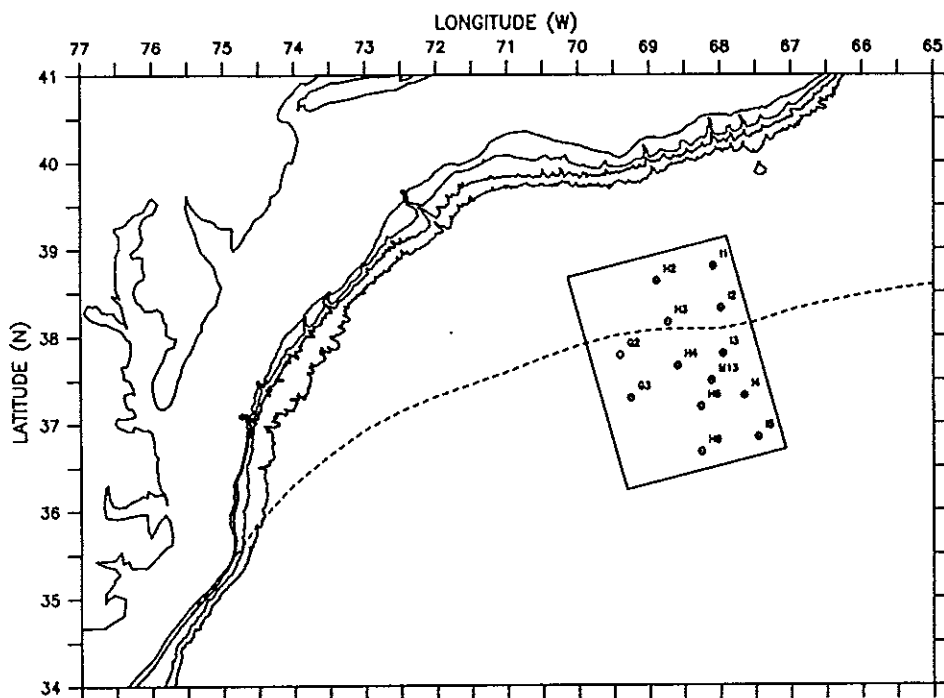 LONGITUDE (W)
77 76 75 74 73 72 71 70 69 68 67 66 65
41
40
39
38
37
36
35
34
LATITUDE (N)
I1
H2
I2
H3
I3
G2
H4
M13
I4
G3
H5
I5
H6